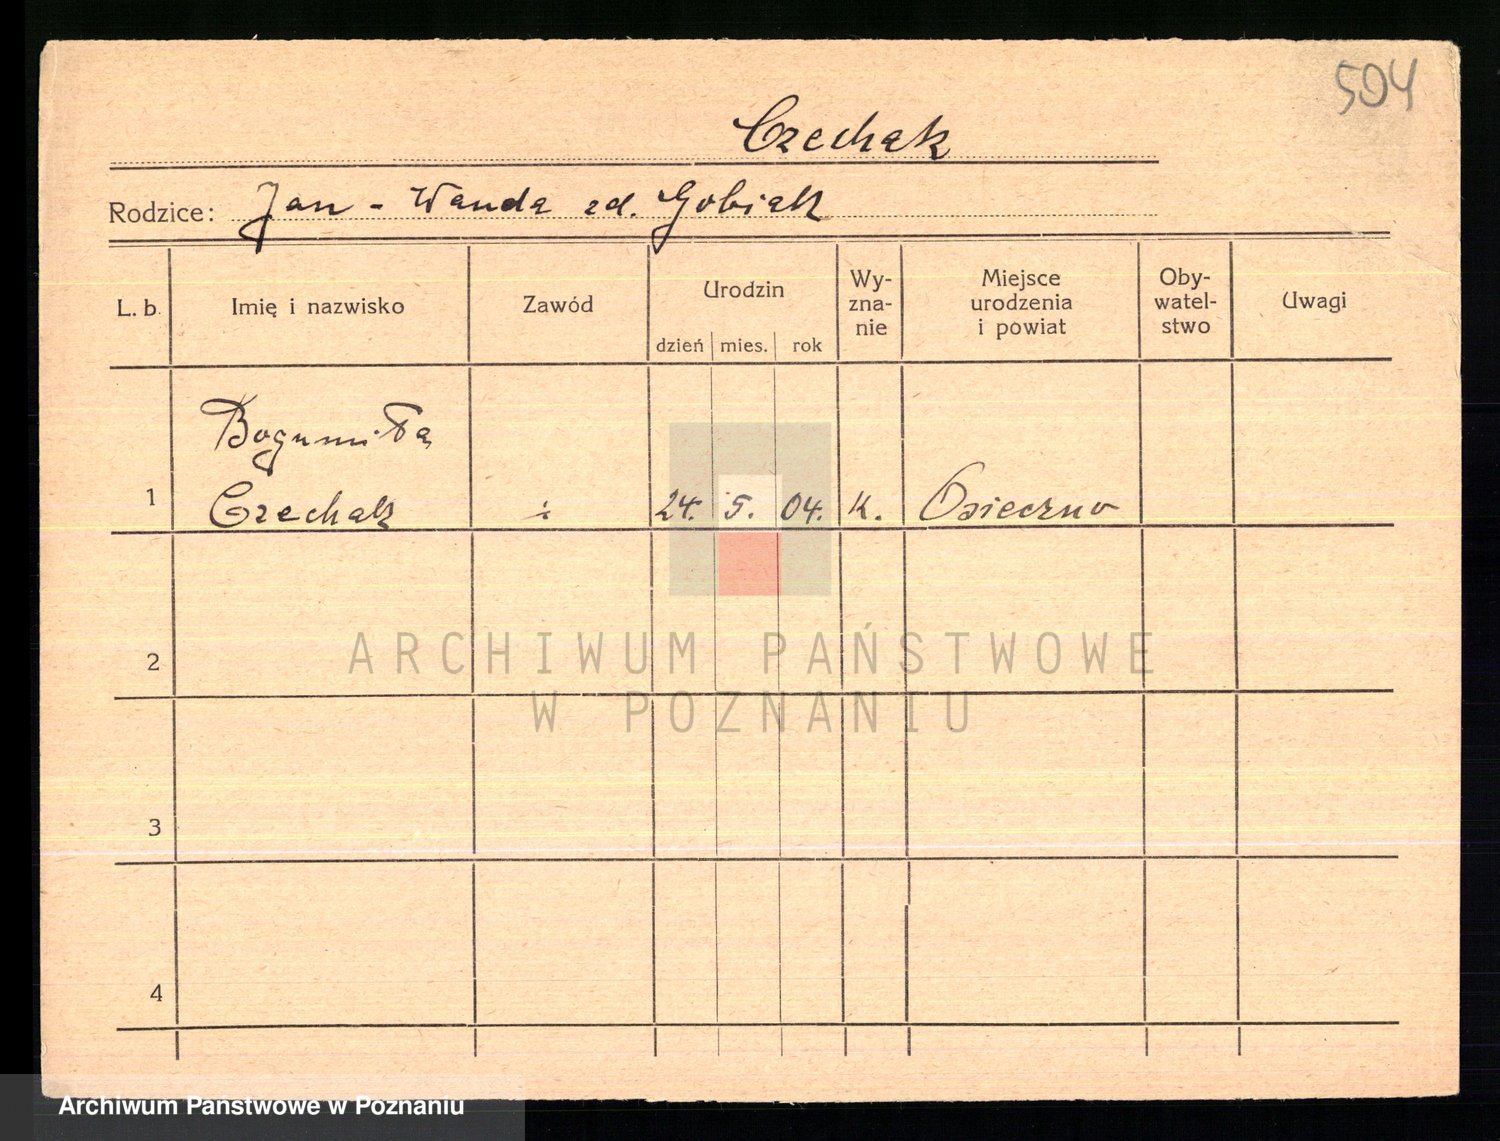 504
Czechak
Rodzice: Jan - Wanda zd. Gobiak
L. b. Imię i nazwisko Zawód Urodzin dzień mies. rok Wy-zna-nie Miejsce urodzenia i powiat Oby-watel-stwo Uwagi
Bogumiła
1 Czechak ÷ 24. 5. 04. K. Osieczno
2
ARCHIWUM PAŃSTWOWE
W POZNANIU
3
4
Archiwum Państwowe w Poznaniu